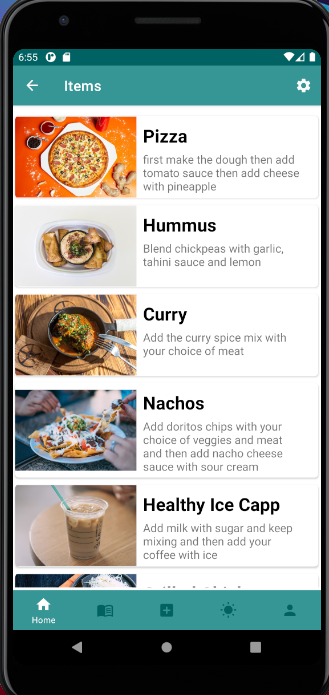 6:55
Items
Pizza
first make the dough then add
tomato sauce then add cheese
with pineapple
Hummus
Blend chickpeas with garlic,
tahini sauce and lemon
Curry
Add the curry spice mix with
your choice of meat
Nachos
Add doritos chips with your
choice of veggies and meat
and then add nacho cheese
sauce with sour cream
Healthy Ice Capp
Add milk with sugar and keep
mixing and then add your
coffee with ice
Home